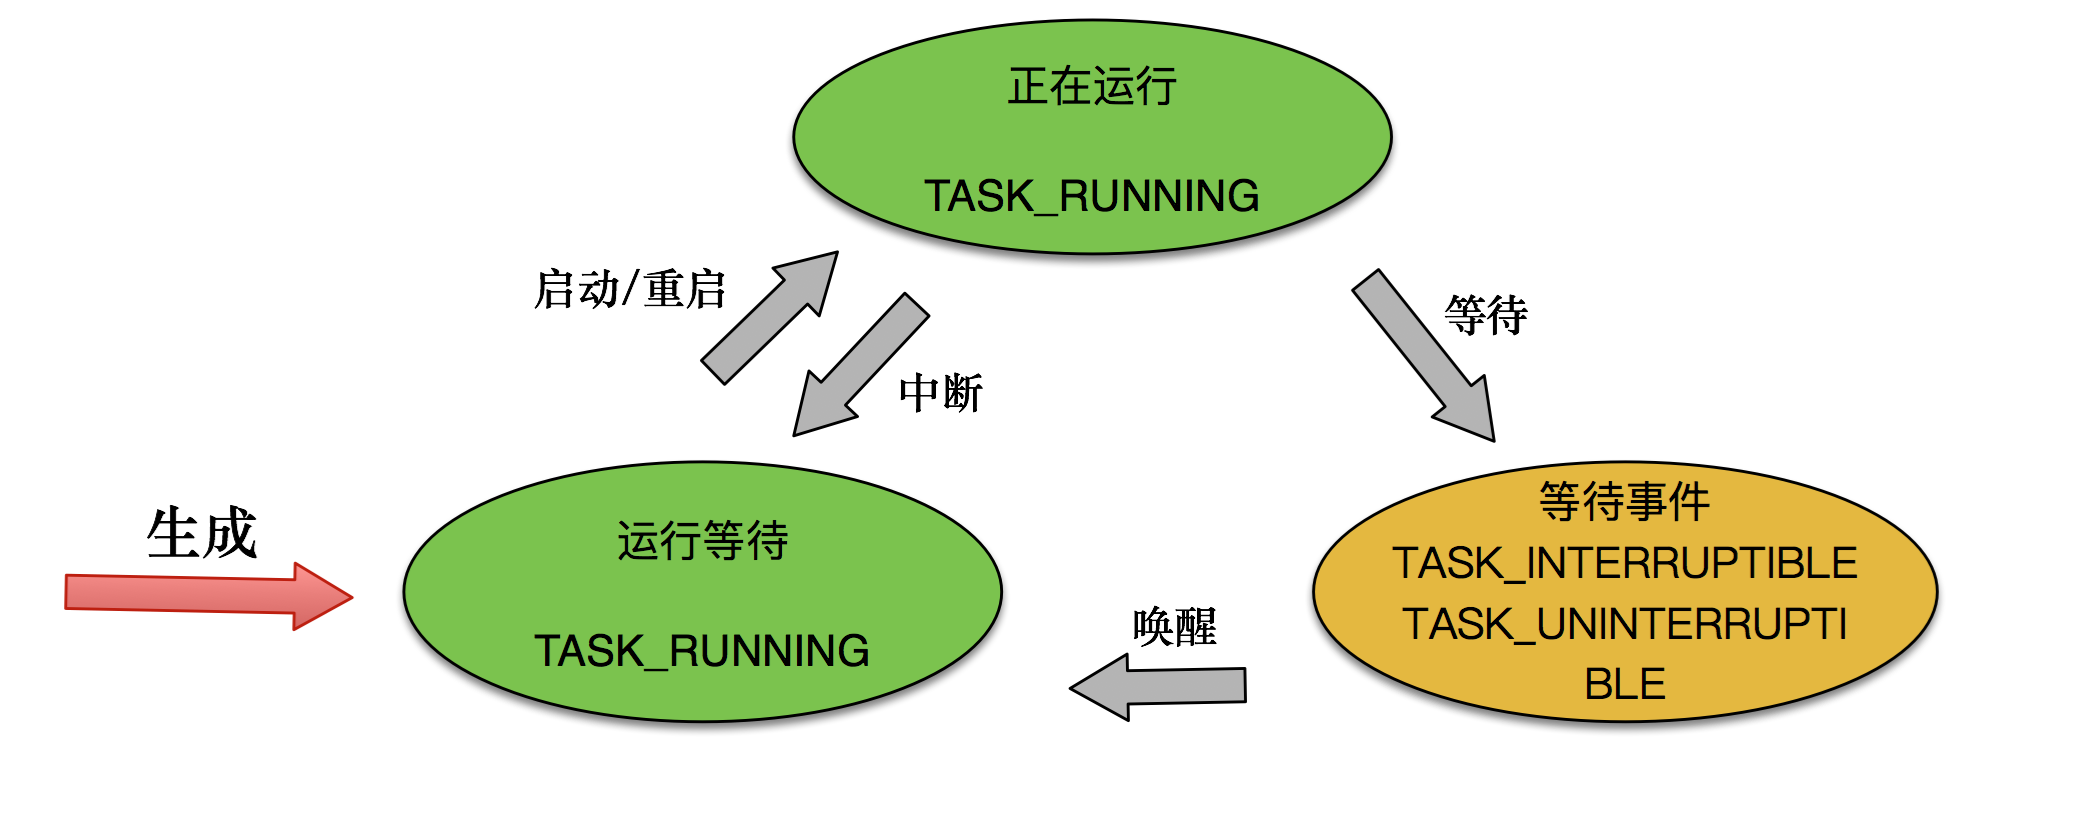 正在运行
TASK_RUNNING
启动/重启
等待
中断
生成
运行等待
TASK_RUNNING
等待事件
TASK_INTERRUPTIBLE
TASK_UNINTERRUPTI
BLE
唤醒